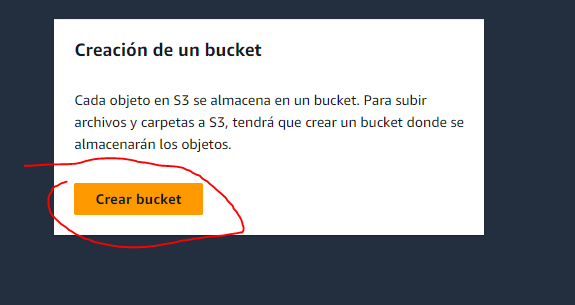 Creación de un bucket
Cada objeto en S3 se almacena en un bucket. Para subir
archivos y carpetas a S3, tendrá que crear un bucket donde se
almacenarán los objetos.
Crear bucket